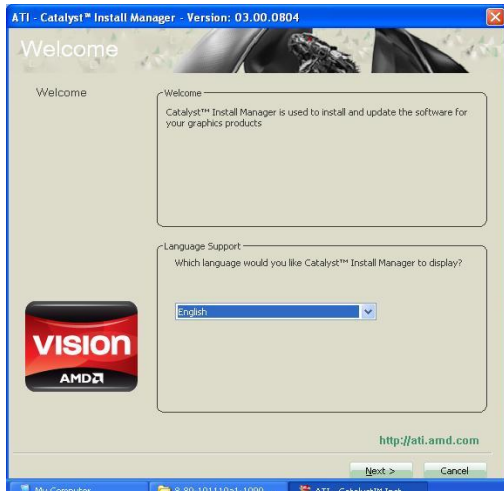 ATI - Catalyst™ Install Manager - Version: 03.00.0804
Welcome
Welcome
Welcome
Catalyst™ Install Manager is used to install and update the software for
your graphics products
Language Support
Which language would you like Catalyst™ Install Manager to display?
English
VISION
AMD
http://ati.amd.com
Next >
Cancel
My Computer
ATI - Catalyst™ Inst